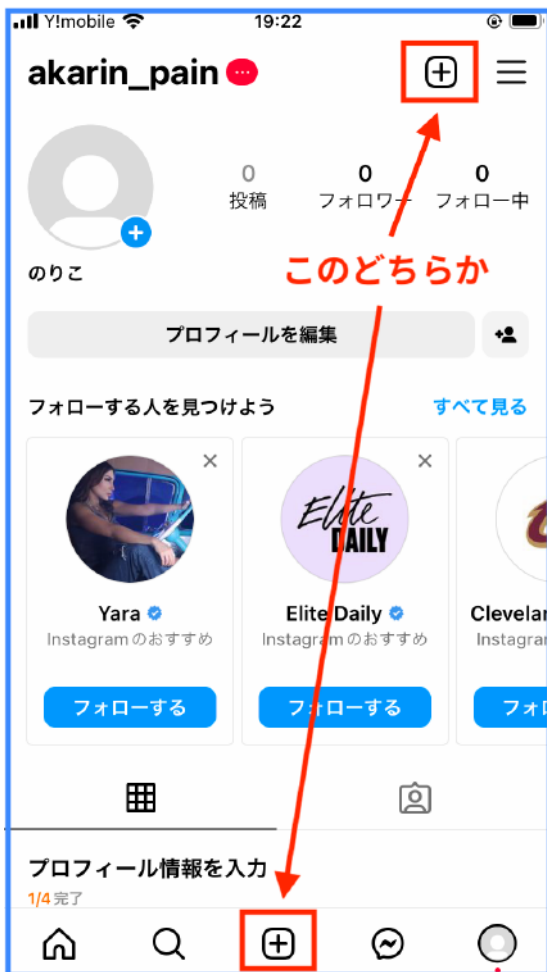 Y!mobile 19:22
akarin_pain
0 0 0
投稿 フォロワー フォロー中
のりこ
このどちらか
プロフィールを編集
フォローする人を見つけよう すべて見る
Elite
DAILY
Yara Elite Daily Clevelar
Instagramのおすすめ Instagramのおすすめ Instagrar
フォローする フォローする フォロ
プロフィール情報を入力
1/4完了